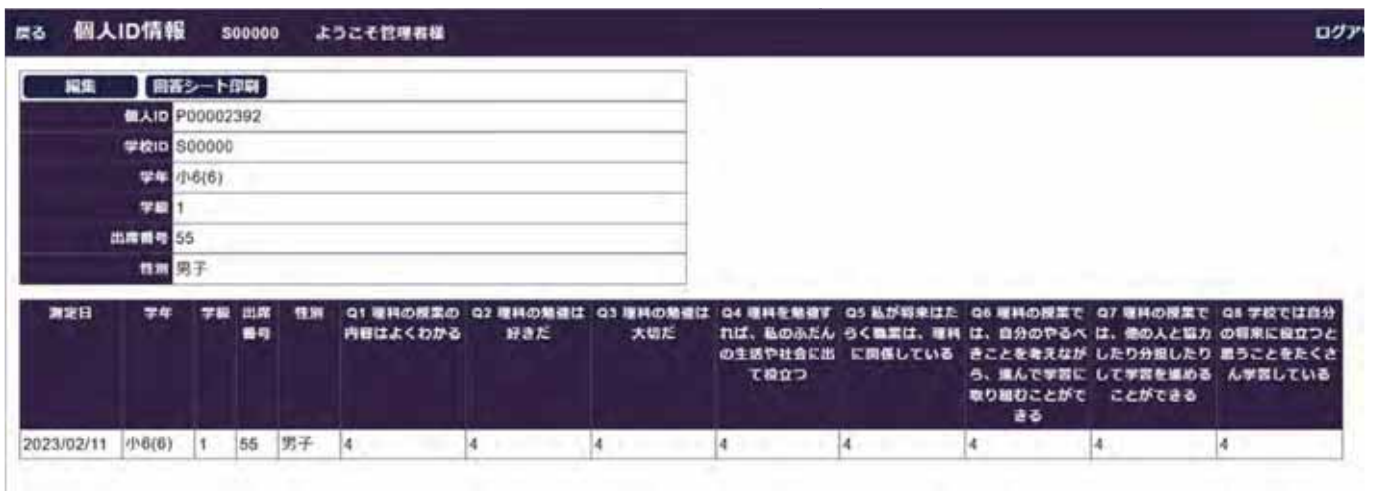 戻る 個人ID情報 S00000 ようこそ管理者様 ログア
編集 回答シート印刷
個人ID P00002392
学校ID S00000
学年 小6(6)
学級 1
出席番号 55
性別 男子
測定日 学年 学級 出席 性別 Q1 理科の授業の Q2 理科の勉強は Q3 理科の勉強は Q4 理科を勉強す Q5 私が将来はた Q6 理科の授業で Q7 理科の授業で Q8 学校では自分
番号 内容はよくわかる 好きだ 大切だ れば、私のふだん らく職業は、理科 は、自分のやるべ は、他の人と協力 の将来に役立つと
の生活や社会に出 に関係している きことを考えなが したり分担したり 思うことをたくさ
て役立つ ら、進んで学習に して学習を進める ん学習している
取り組むことがで ことができる
きる
2023/02/11 小6(6) 1 55 男子 4 4 4 4 4 4 4 4